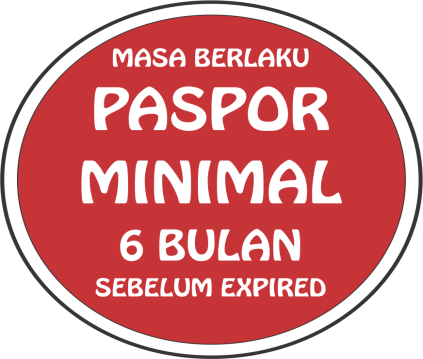 MASA BERLAKU
PASPOR
MINIMAL
6 BULAN
SEBELUM EXPIRED